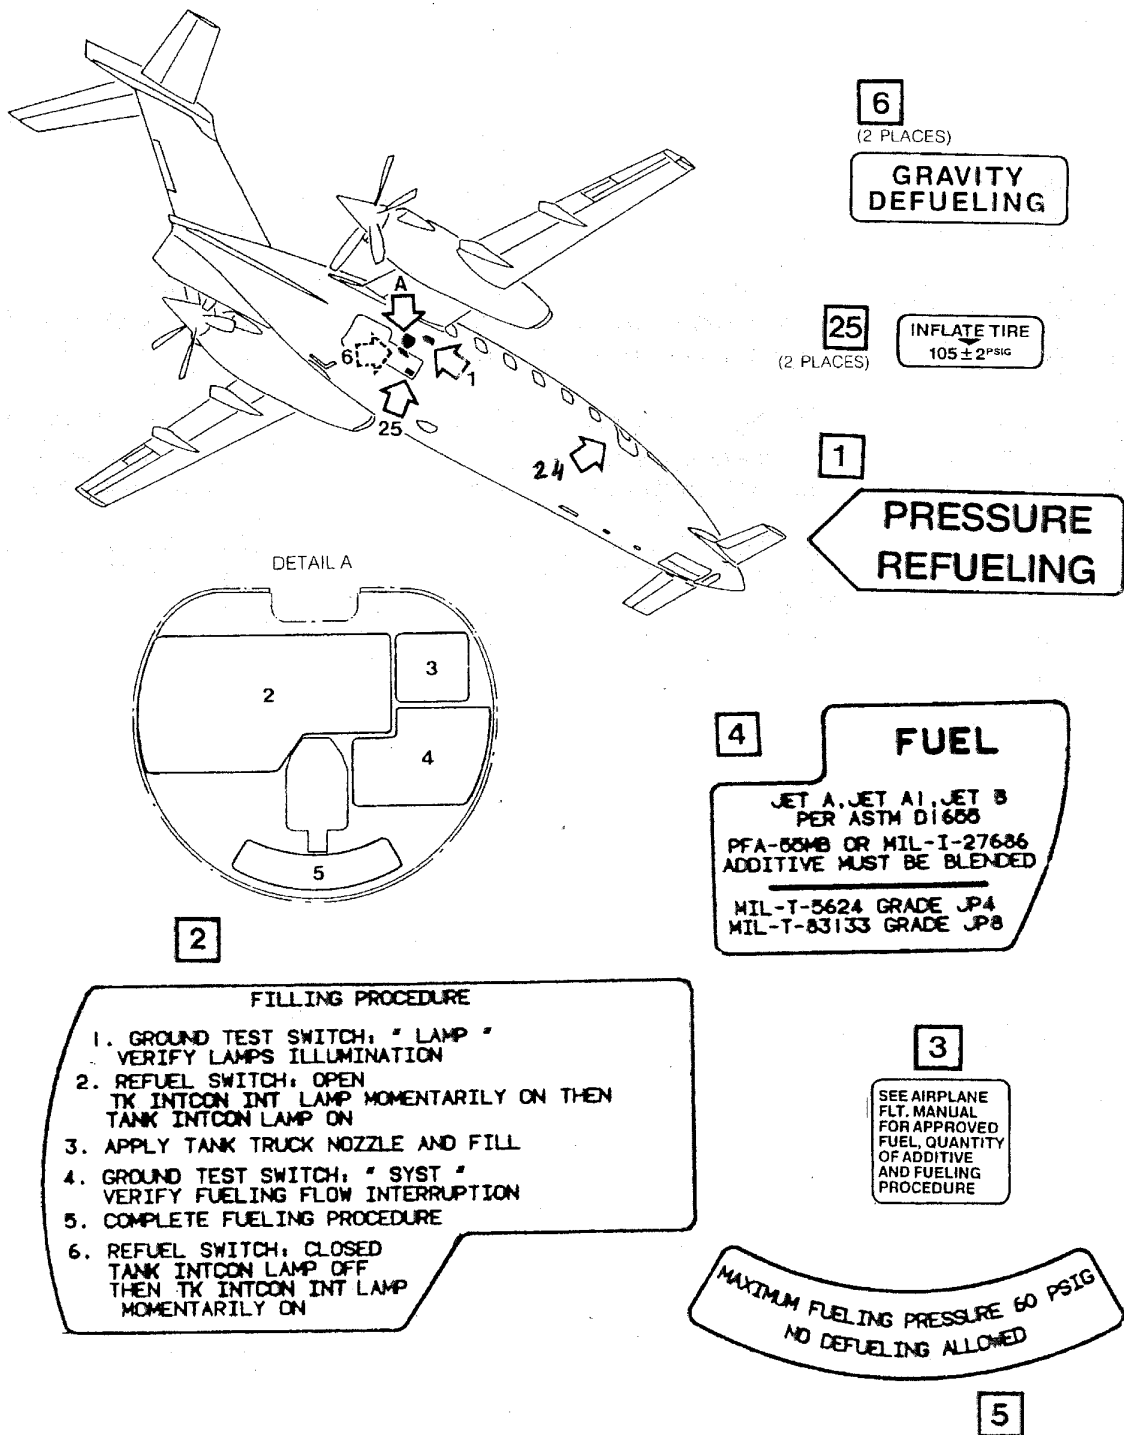 6
(2 PLACES)
GRAVITY
DEFUELING
A
6
1
25
24
25
(2 PLACES)
INFLATE TIRE
105 ± 2 PSIG
1
PRESSURE
REFUELING
DETAIL A
2
3
4
5
4
FUEL
JET A, JET A1, JET B
PER ASTM D1655
PFA-55MB OR MIL-I-27686
ADDITIVE MUST BE BLENDED
MIL-T-5624 GRADE JP4
MIL-T-83133 GRADE JP8
2
FILLING PROCEDURE
1. GROUND TEST SWITCH: " LAMP "
VERIFY LAMPS ILLUMINATION
2. REFUEL SWITCH: OPEN
TK INTCON INT LAMP MOMENTARILY ON THEN
TANK INTCON LAMP ON
3. APPLY TANK TRUCK NOZZLE AND FILL
4. GROUND TEST SWITCH: " SYST "
VERIFY FUELING FLOW INTERRUPTION
5. COMPLETE FUELING PROCEDURE
6. REFUEL SWITCH: CLOSED
TANK INTCON LAMP OFF
THEN TK INTCON INT LAMP
MOMENTARILY ON
3
SEE AIRPLANE
FLT. MANUAL
FOR APPROVED
FUEL, QUANTITY
OF ADDITIVE
AND FUELING
PROCEDURE
MAXIMUM FUELING PRESSURE 60 PSIG
NO DEFUELING ALLOWED
5